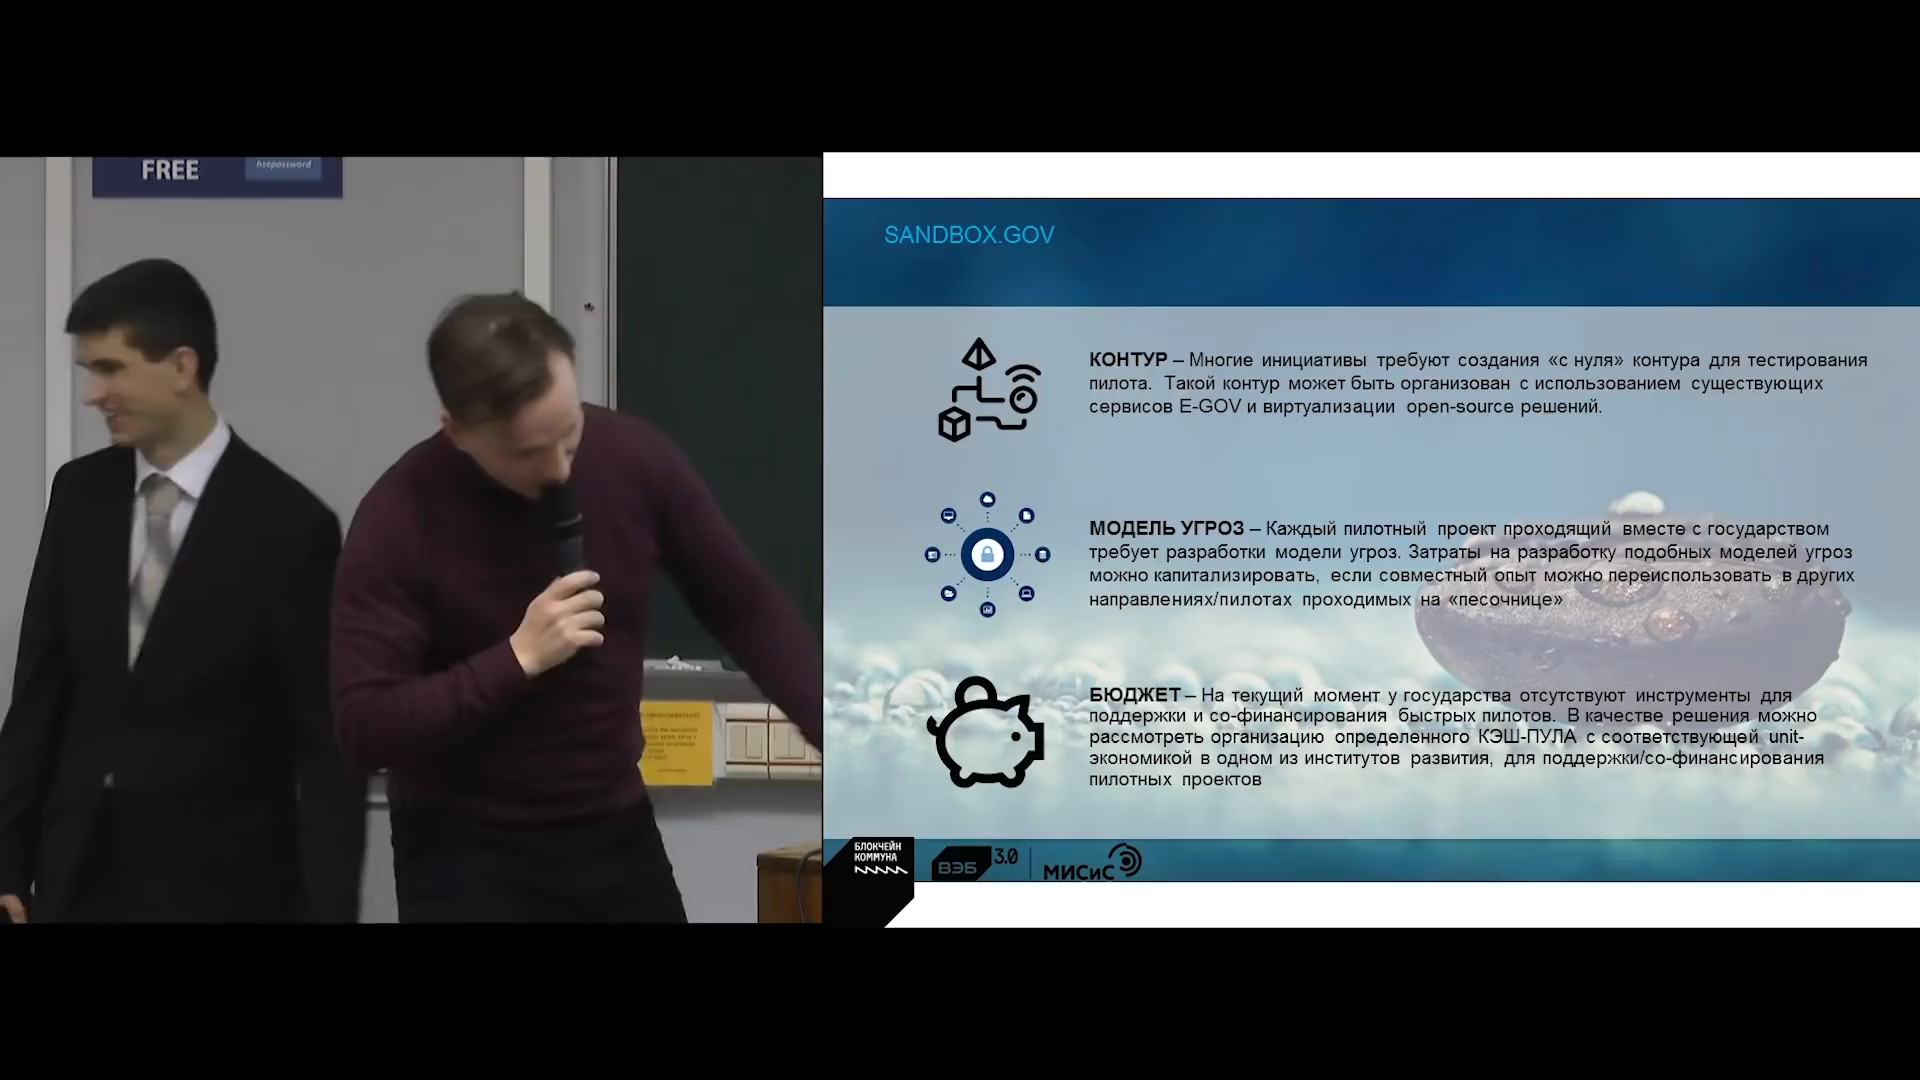 FREE
hsepassword
SANDBOX.GOV
КОНТУР – Многие инициативы требуют создания «с нуля» контура для тестирования
пилота. Такой контур может быть организован с использованием существующих
сервисов E-GOV и виртуализации open-source решений.
МОДЕЛЬ УГРОЗ – Каждый пилотный проект проходящий вместе с государством
требует разработки модели угроз. Затраты на разработку подобных моделей угроз
можно капитализировать, если совместный опыт можно переиспользовать в других
направлениях/пилотах проходимых на «песочнице»
БЮДЖЕТ – На текущий момент у государства отсутствуют инструменты для
поддержки и со-финансирования быстрых пилотов. В качестве решения можно
рассмотреть организацию определенного КЭШ-ПУЛА с соответствующей unit-
экономикой в одном из институтов развития, для поддержки/со-финансирования
пилотных проектов
БЛОКЧЕЙН
КОММУНА
ВЭБ 3.0
МИСиС